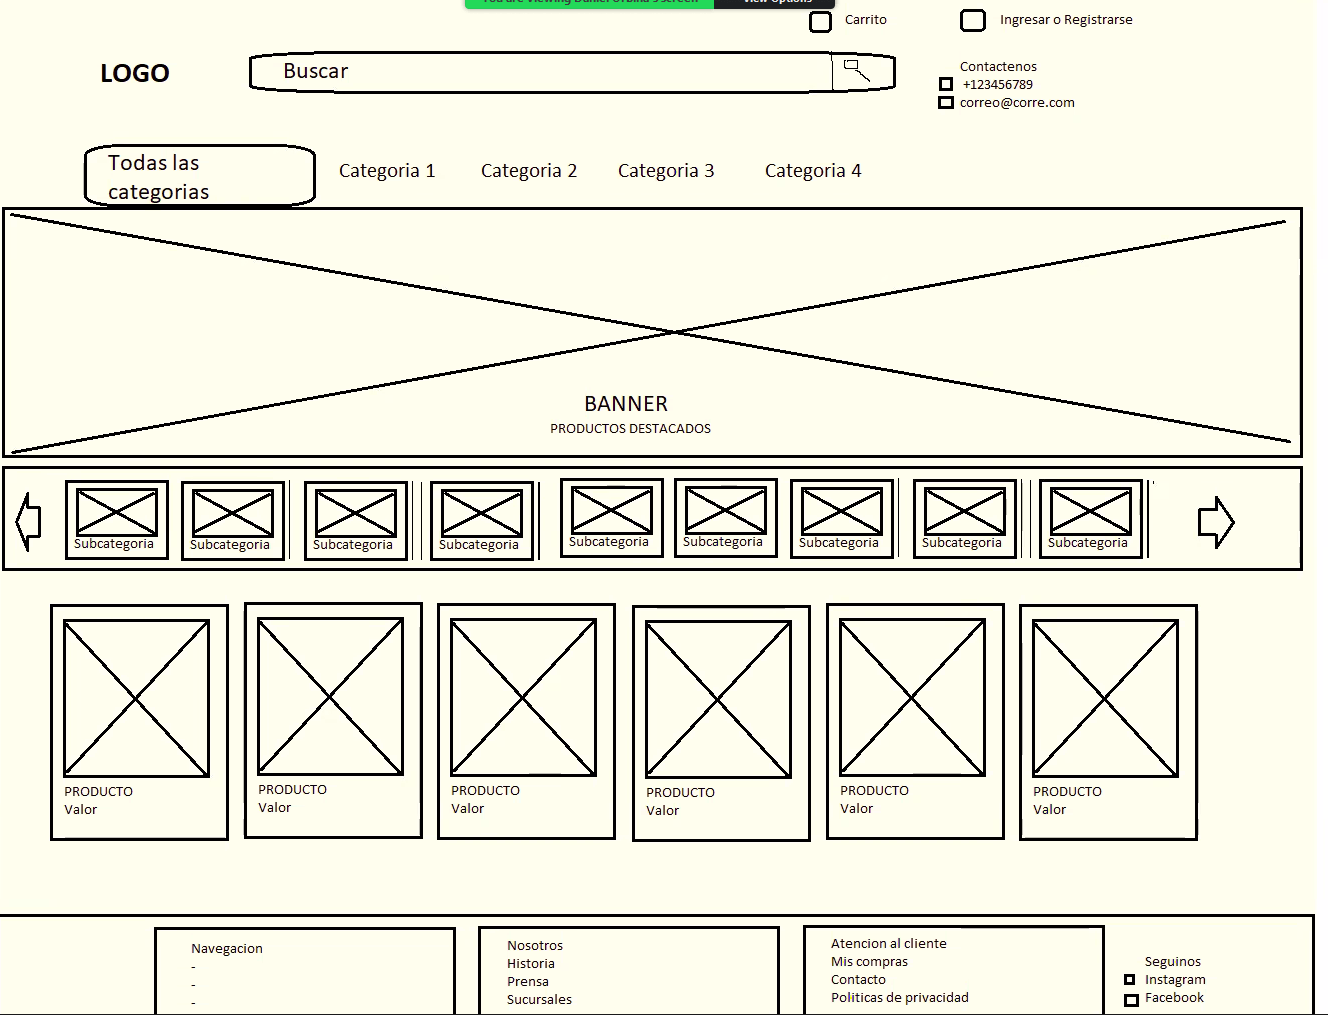 Carrito
Ingresar o Registrarse
LOGO
Buscar
Contactenos
+123456789
correo@corre.com
Todas las
categorias
Categoria 1
Categoria 2
Categoria 3
Categoria 4
BANNER
PRODUCTOS DESTACADOS
Subcategoria
Subcategoria
Subcategoria
Subcategoria
Subcategoria
Subcategoria
Subcategoria
Subcategoria
Subcategoria
PRODUCTO
Valor
PRODUCTO
Valor
PRODUCTO
Valor
PRODUCTO
Valor
PRODUCTO
Valor
PRODUCTO
Valor
Navegacion
-
-
-
Nosotros
Historia
Prensa
Sucursales
Atencion al cliente
Mis compras
Contacto
Politicas de privacidad
Seguinos
Instagram
Facebook